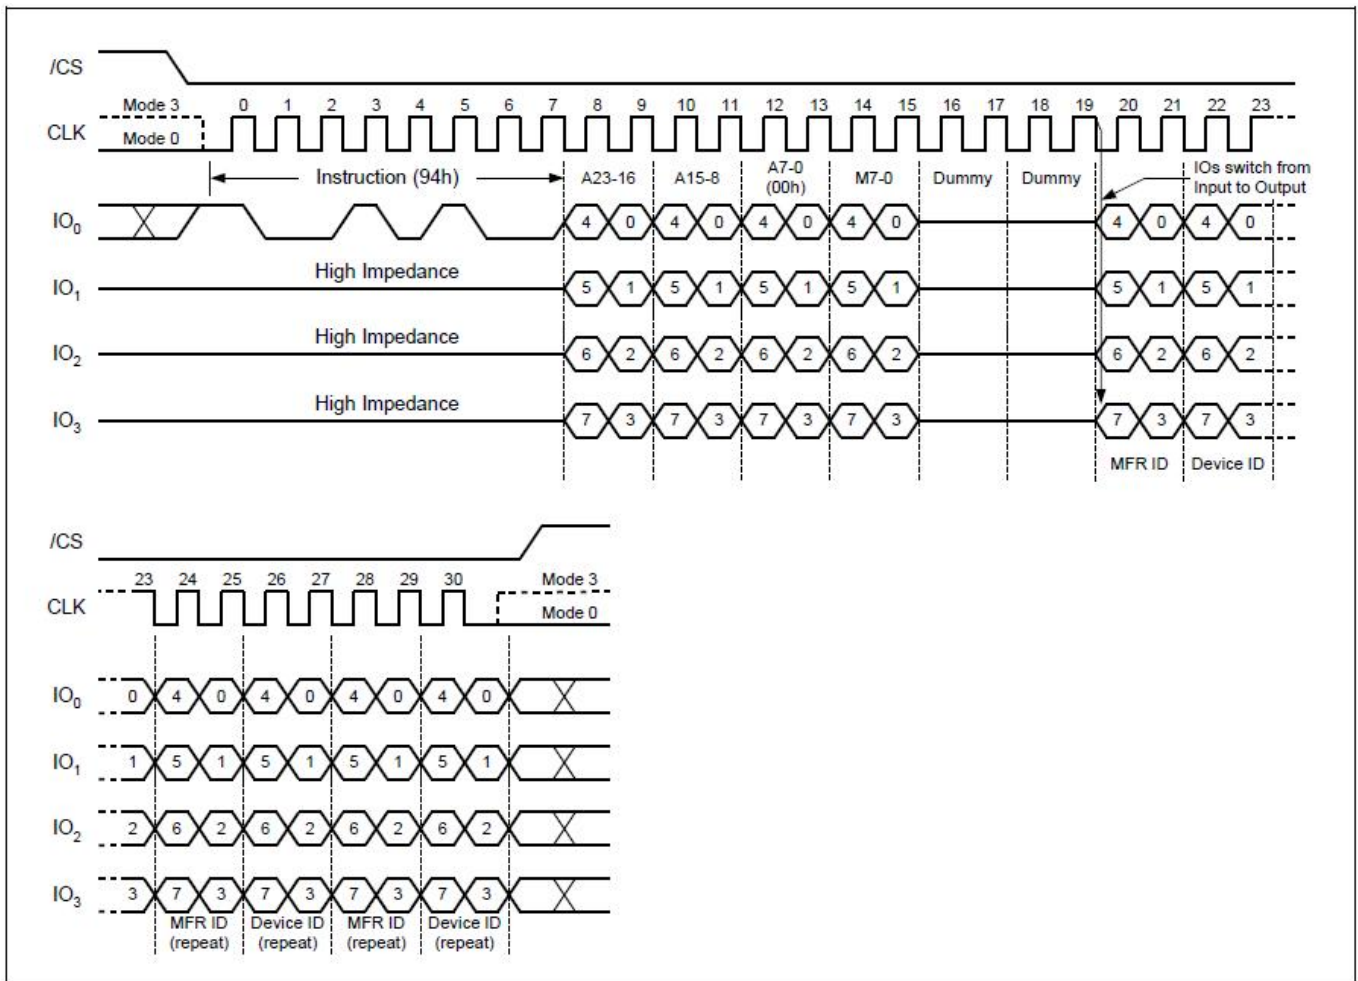 /CS
Mode 3 0 1 2 3 4 5 6 7 8 9 10 11 12 13 14 15 16 17 18 19 20 21 22 23
CLK
Mode 0
Instruction (94h) A23-16 A15-8 A7-0 (00h) M7-0 Dummy Dummy IOs switch from Input to Output
IO0 4 0 4 0 4 0 4 0 4 0 4 0
High Impedance
IO1 5 1 5 1 5 1 5 1 5 1 5 1
High Impedance
IO2 6 2 6 2 6 2 6 2 6 2 6 2
High Impedance
IO3 7 3 7 3 7 3 7 3 7 3 7 3
MFR ID Device ID
/CS
23 24 25 26 27 28 29 30 Mode 3
CLK
Mode 0
IO0 0 4 0 4 0 4 0 4 0
IO1 1 5 1 5 1 5 1 5 1
IO2 2 6 2 6 2 6 2 6 2
IO3 3 7 3 7 3 7 3 7 3
MFR ID Device ID MFR ID Device ID
(repeat) (repeat) (repeat) (repeat)